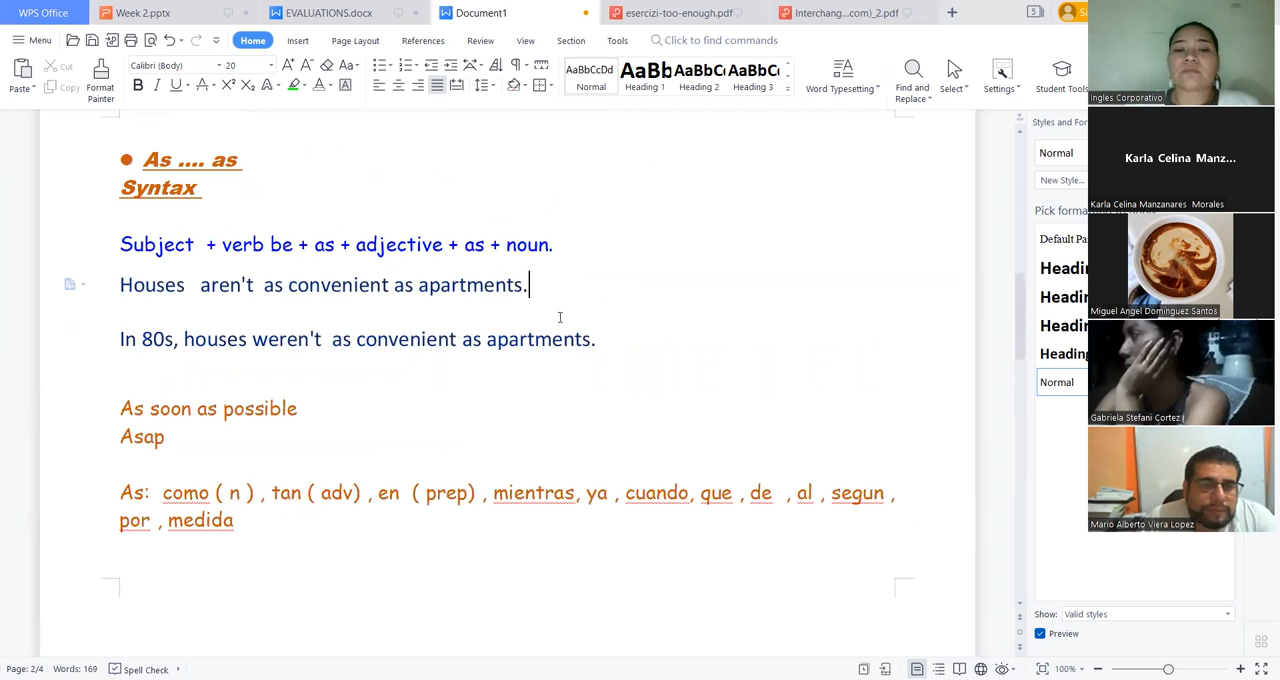 WPS Office
Week 2.pptx
EVALUATIONS.docx
Document1
esercizi-too-enough.pdf
Interchang...com)_2.pdf
Menu
Home
Insert
Page Layout
References
Review
View
Section
Tools
Click to find commands
Paste
Cut
Copy
Format Painter
Calibri (Body)
20
AaBbCcDd
Normal
Heading 1
Heading 2
Heading 3
Word Typesetting
Find and Replace
Select
Settings
Student Tools
As .... as
Syntax
Subject + verb be + as + adjective + as + noun.
Houses aren't as convenient as apartments.
In 80s, houses weren't as convenient as apartments.
As soon as possible
Asap
As: como ( n ) , tan ( adv) , en ( prep) , mientras, ya , cuando, que , de , al , segun ,
por , medida
Styles and For
Normal
New Style...
Pick format
Default Pa
Headin
Headin
Headin
Heading
Normal
Show: Valid styles
Preview
Ingles Corporativo
Karla Celina Manz...
Karla Celina Manzanares Morales
Miguel Angel Dominguez Santos
Gabriela Stefani Cortez
Mario Alberto Viera Lopez
Page: 2/4
Words: 169
Spell Check
100%